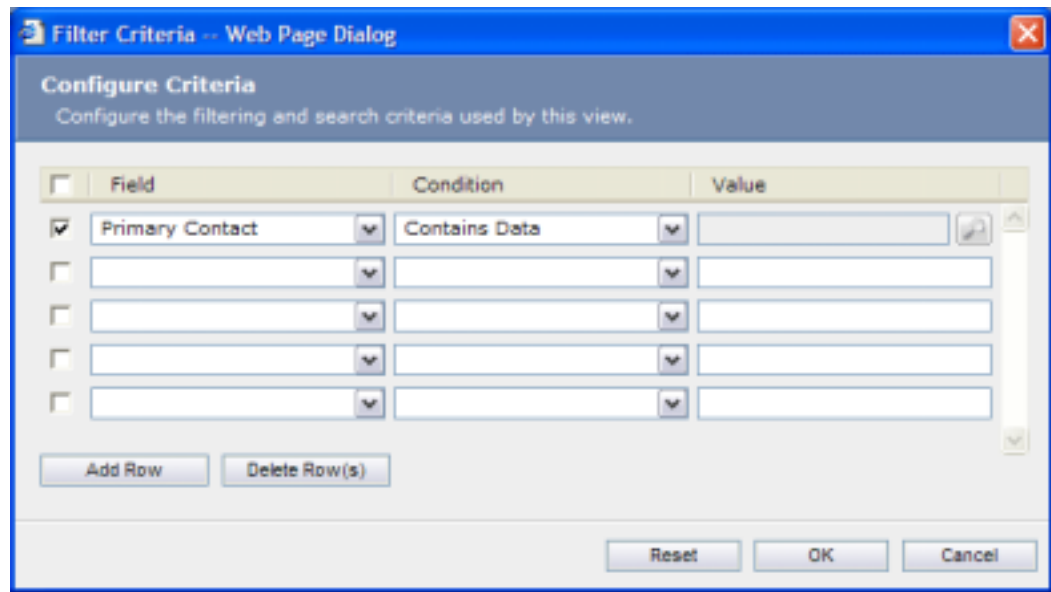 Filter Criteria -- Web Page Dialog
Configure Criteria
Configure the filtering and search criteria used by this view.
Field Condition Value
Primary Contact Contains Data
Add Row Delete Row(s)
Reset OK Cancel